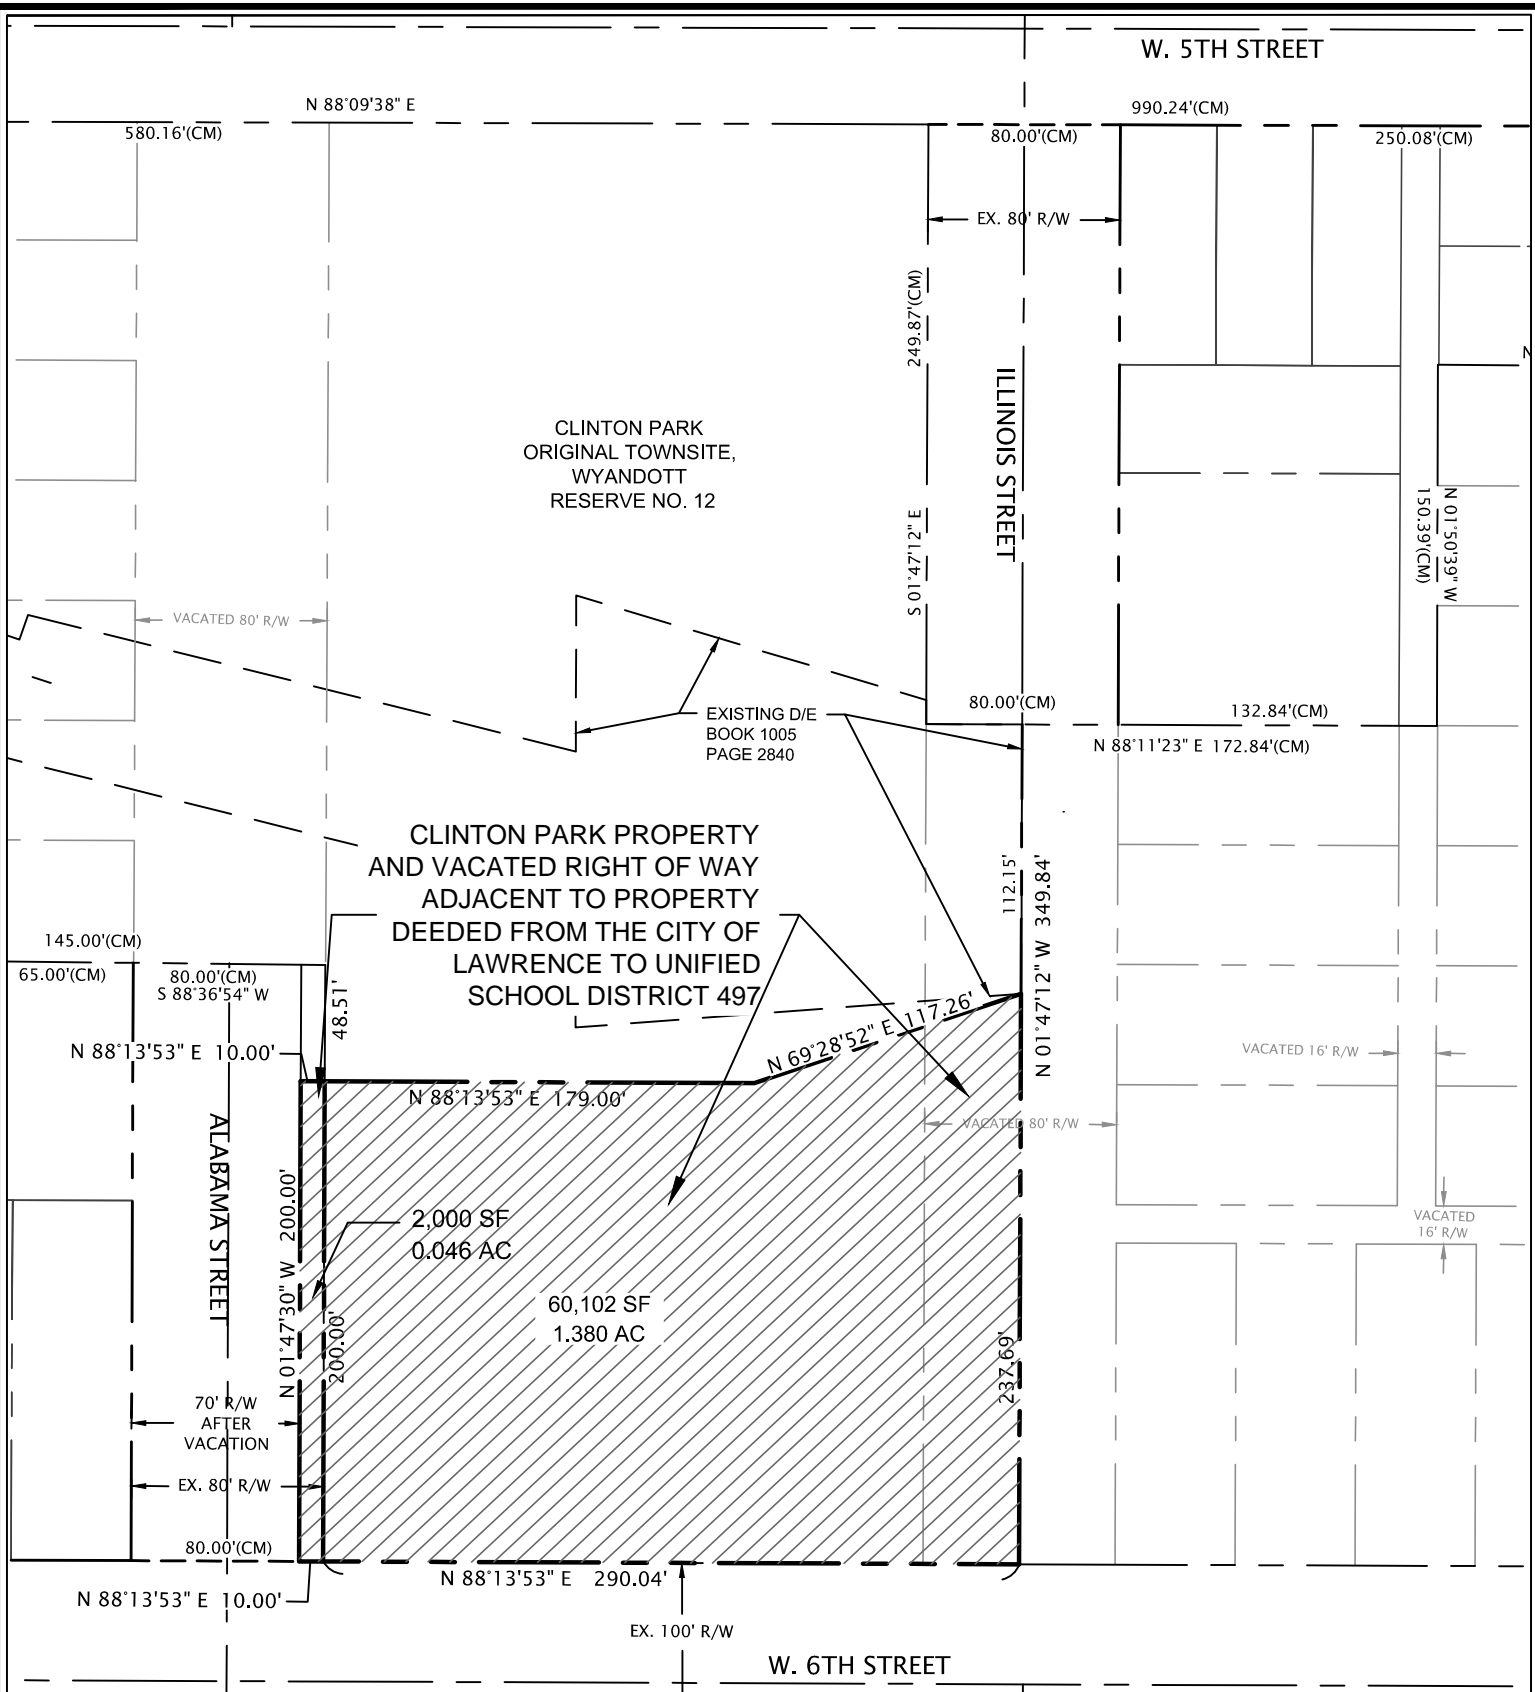 W. 5TH STREET
N 88°09'38" E
990.24'(CM)
580.16'(CM)
80.00'(CM)
250.08'(CM)
EX. 80' R/W
249.87'(CM)
S 01°47'12" E
ILLINOIS STREET
N
CLINTON PARK
ORIGINAL TOWNSITE,
WYANDOTT
RESERVE NO. 12
N 01°50'39" W
150.39'(CM)
VACATED 80' R/W
80.00'(CM)
132.84'(CM)
EXISTING D/E
BOOK 1005
PAGE 2840
N 88°11'23" E 172.84'(CM)
CLINTON PARK PROPERTY
AND VACATED RIGHT OF WAY
ADJACENT TO PROPERTY
DEEDED FROM THE CITY OF
LAWRENCE TO UNIFIED
SCHOOL DISTRICT 497
112.15'
N 01°47'12" W 349.84'
145.00'(CM)
65.00'(CM)
80.00'(CM)
S 88°36'54" W
48.51'
N 88°13'53" E 10.00'
N 69°28'52" E 117.26'
N 88°13'53" E 179.00'
VACATED 16' R/W
VACATED 80' R/W
ALABAMA STREET
N 01°47'30" W 200.00'
200.00'
2,000 SF
0.046 AC
VACATED
16' R/W
60,102 SF
1.380 AC
237.69'
70' R/W
AFTER
VACATION
EX. 80' R/W
80.00'(CM)
N 88°13'53" E 290.04'
N 88°13'53" E 10.00'
EX. 100' R/W
W. 6TH STREET